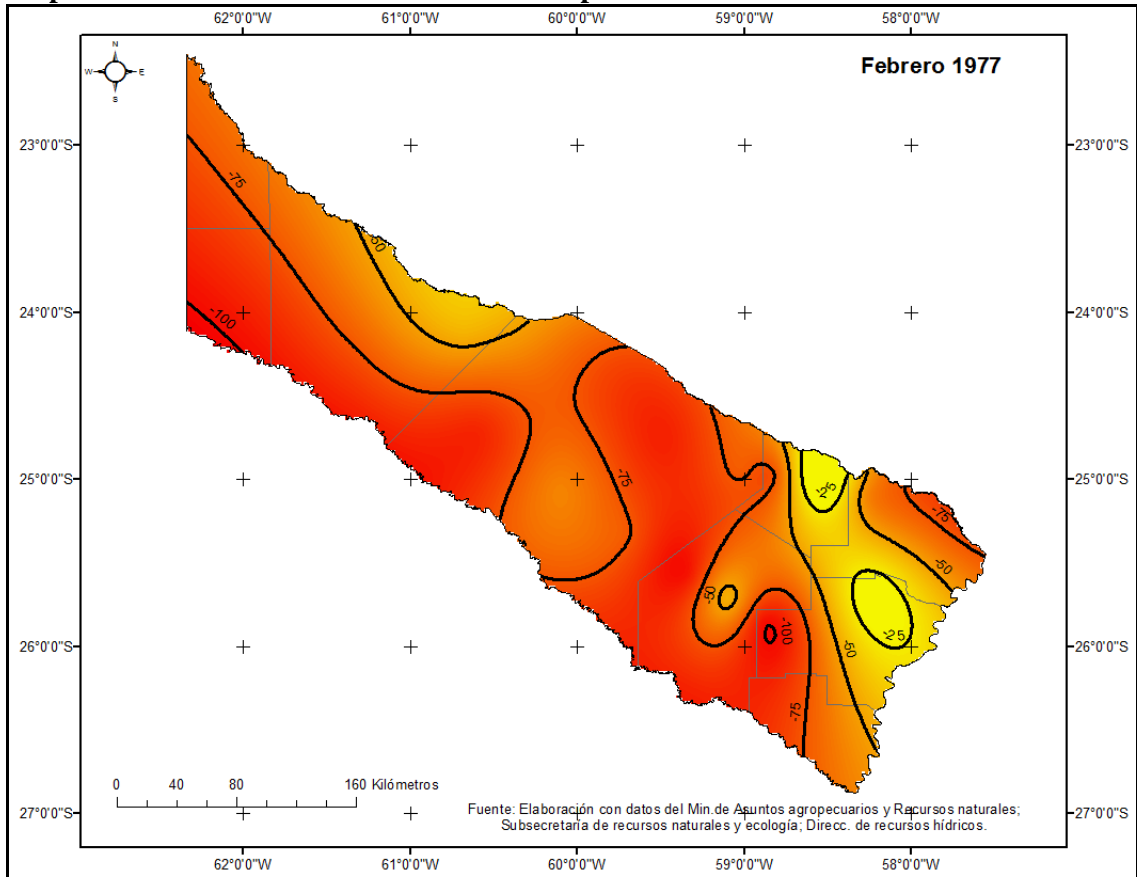 62°0'0"W 61°0'0"W 60°0'0"W 59°0'0"W 58°0'0"W
N
W E
S
Febrero 1977
23°0'0"S 23°0'0"S
-75
-50
24°0'0"S 24°0'0"S
-100
-75
25°0'0"S 25°0'0"S
-25
-75
-50
-50
-100
-25
26°0'0"S 26°0'0"S
-50
-75
0 40 80 160 Kilómetros
Fuente: Elaboración con datos del Min.de Asuntos agropecuarios y Recursos naturales;
Subsecretaría de recursos naturales y ecología; Direcc. de recursos hídricos.
27°0'0"S 27°0'0"S
62°0'0"W 61°0'0"W 60°0'0"W 59°0'0"W 58°0'0"W